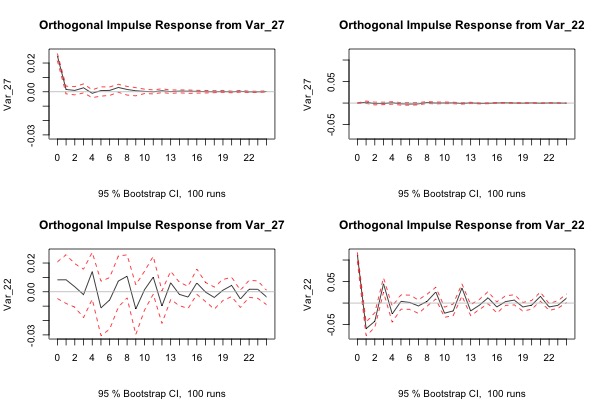 Orthogonal Impulse Response from Var_27
Var_27
0.02
0.00
-0.03
0 2 4 6 8 10 13 16 19 22
95 % Bootstrap CI, 100 runs
Orthogonal Impulse Response from Var_22
Var_27
0.05
-0.05
0 2 4 6 8 10 13 16 19 22
95 % Bootstrap CI, 100 runs
Orthogonal Impulse Response from Var_27
Var_22
0.02
0.00
-0.03
0 2 4 6 8 10 13 16 19 22
95 % Bootstrap CI, 100 runs
Orthogonal Impulse Response from Var_22
Var_22
0.05
-0.05
0 2 4 6 8 10 13 16 19 22
95 % Bootstrap CI, 100 runs